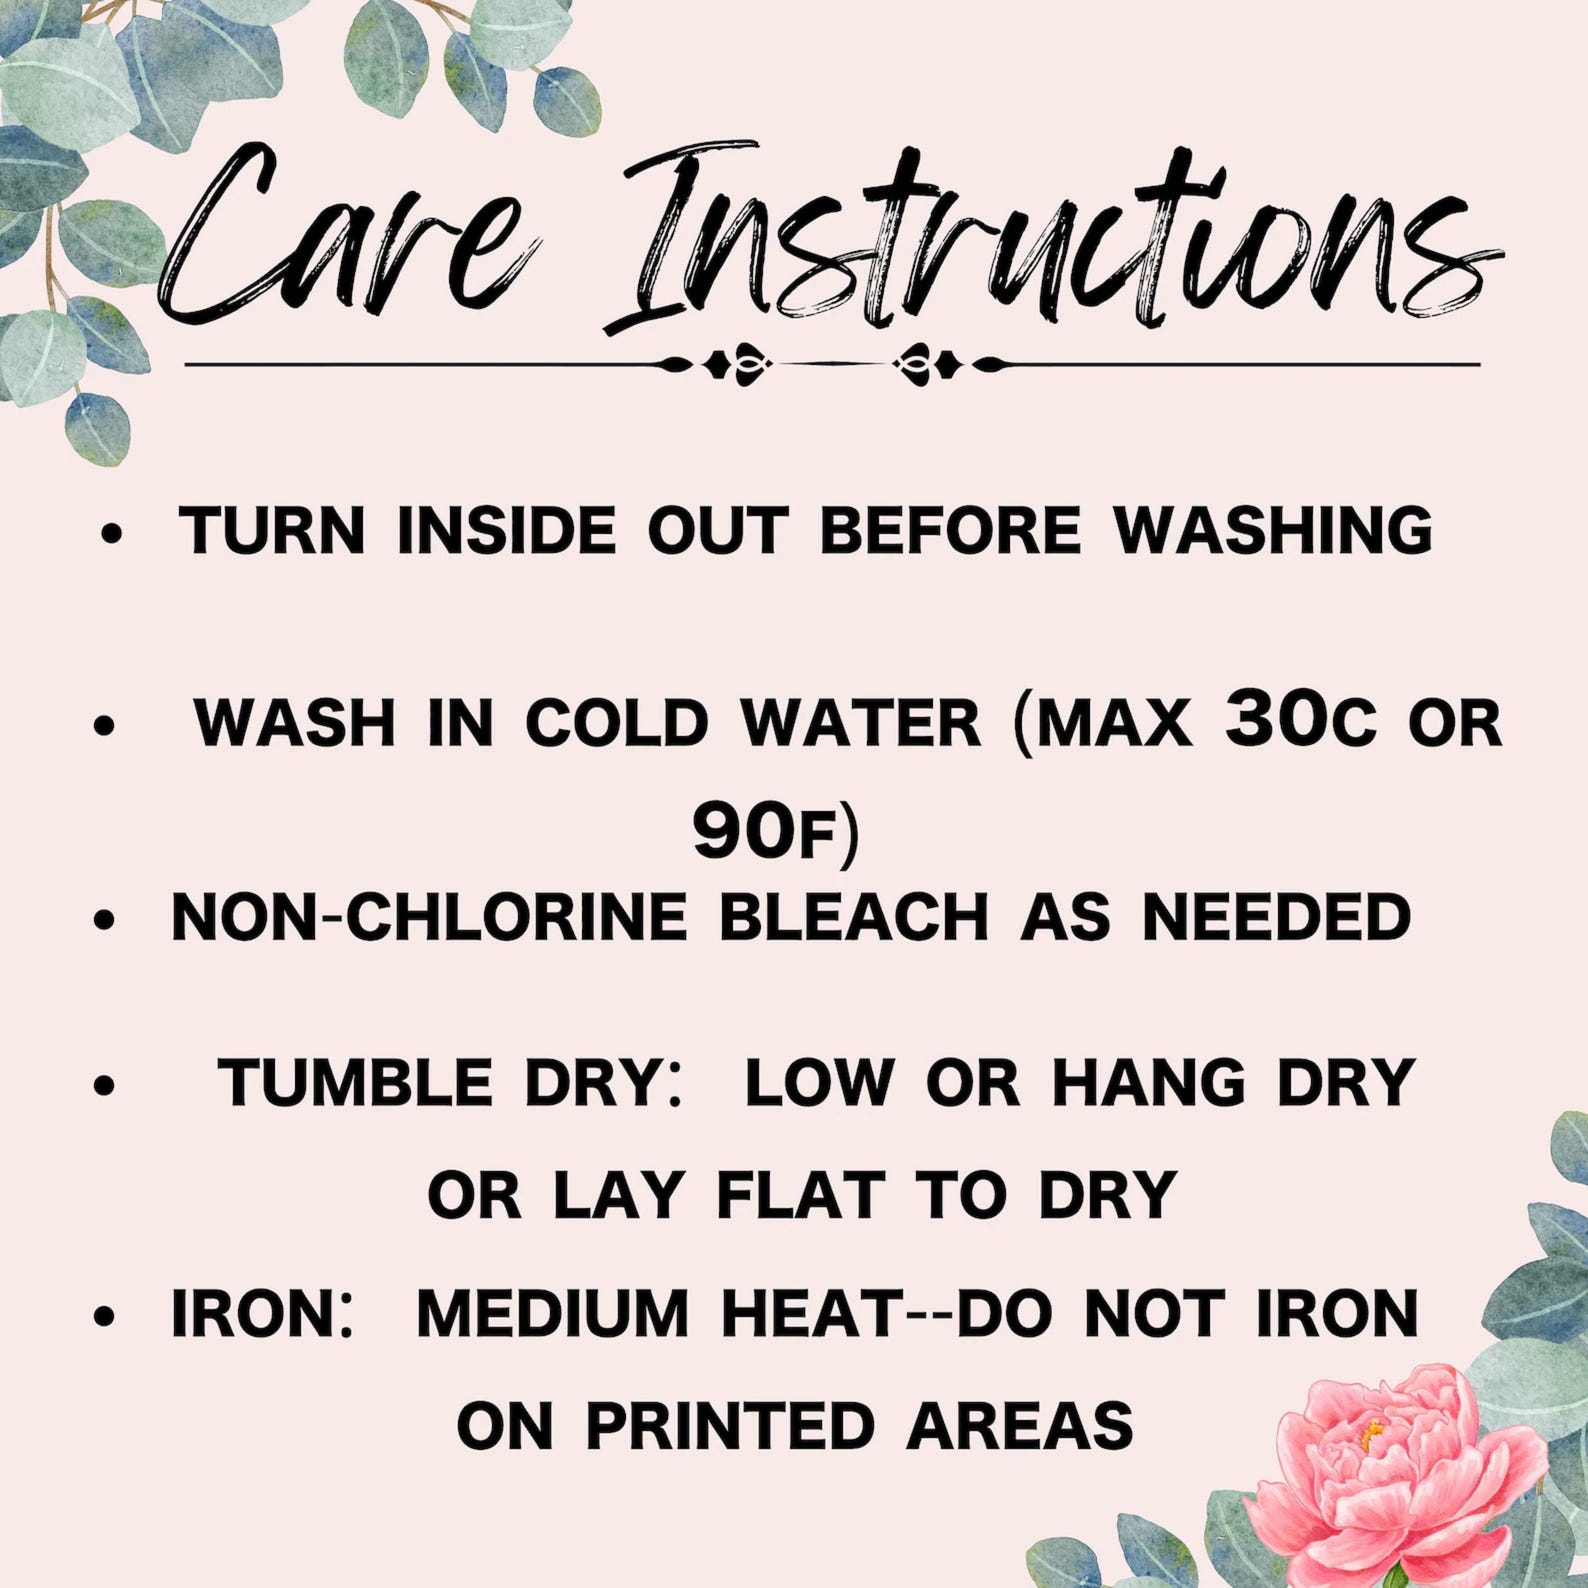 Care Instructions
• TURN INSIDE OUT BEFORE WASHING
• WASH IN COLD WATER (MAX 30C OR
90F)
• NON-CHLORINE BLEACH AS NEEDED
• TUMBLE DRY: LOW OR HANG DRY
OR LAY FLAT TO DRY
• IRON: MEDIUM HEAT--DO NOT IRON
ON PRINTED AREAS